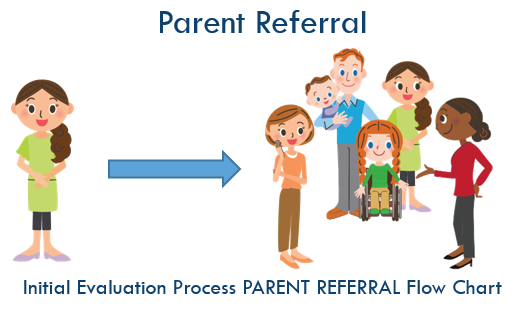 Parent Referral
Initial Evaluation Process PARENT REFERRAL Flow Chart